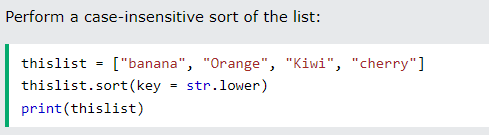 Perform a case-insensitive sort of the list:
thislist = ["banana", "Orange", "Kiwi", "cherry"]
thislist.sort(key = str.lower)
print(thislist)